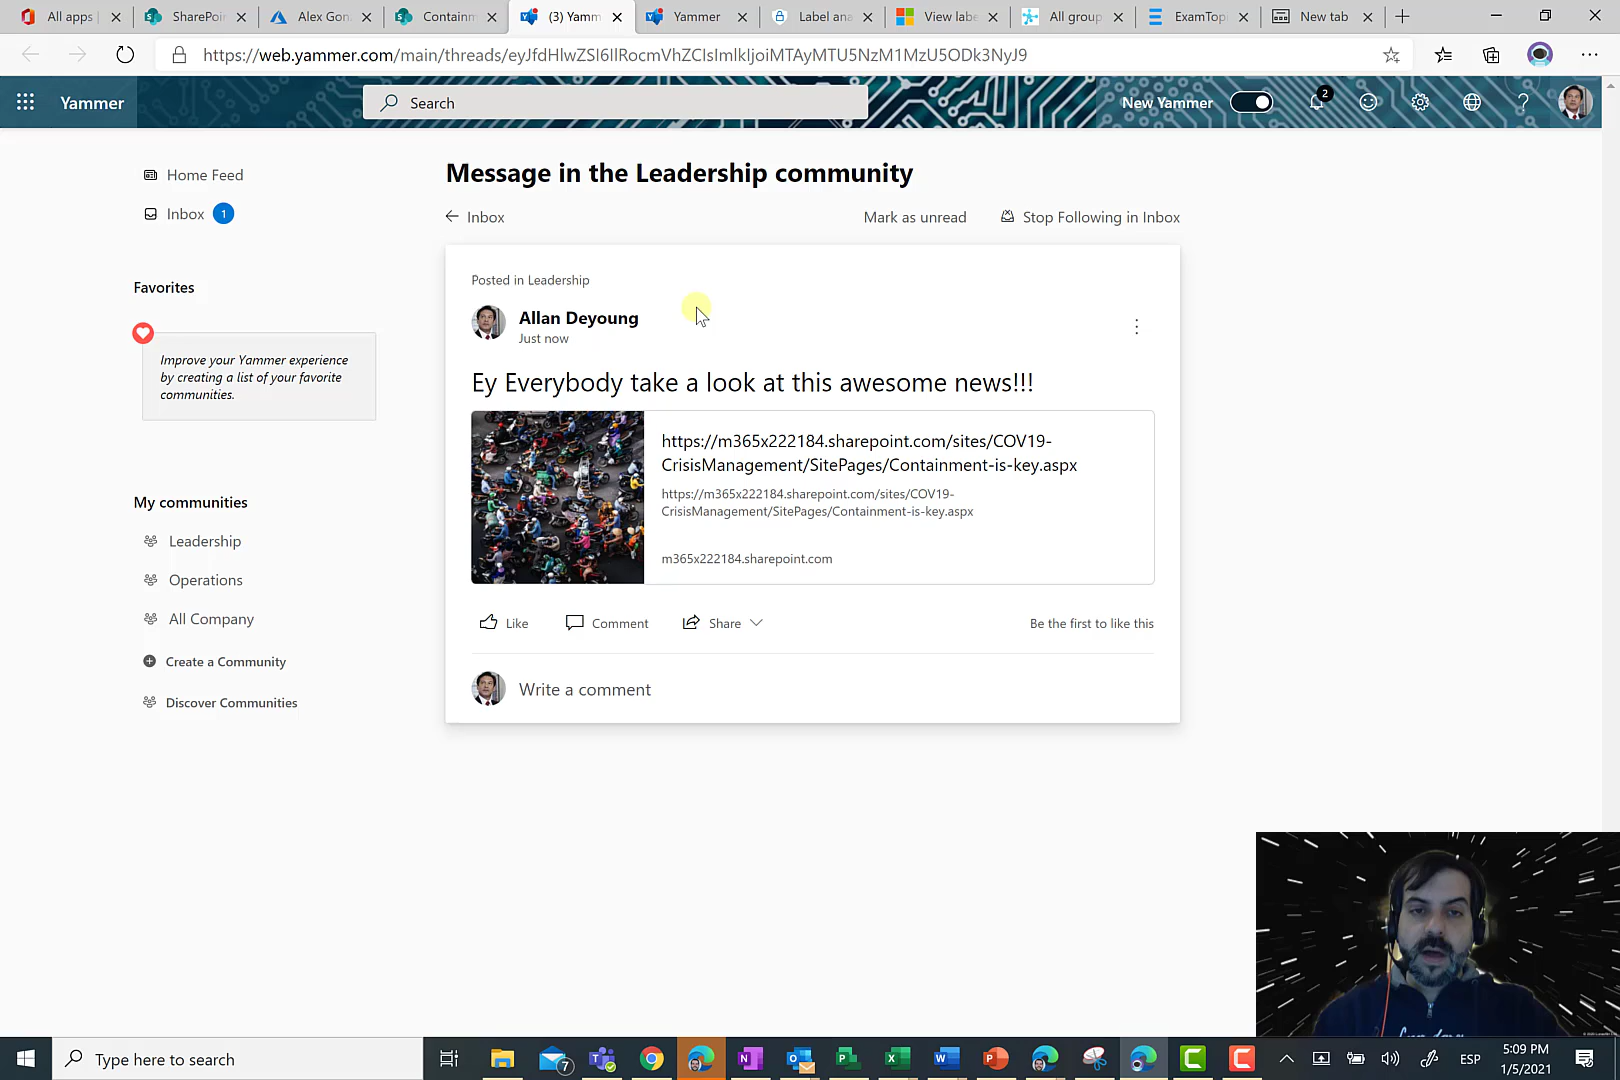 All apps
SharePoi
Alex Gon
Containm
(3) Yamm
Yammer
Label ana
View labe
All group
ExamTopi
New tab
https://web.yammer.com/main/threads/eyJfdHlwZSI6IlRocmVhZCIsImlkIjoiMTAyMTU5NzM1MzU5ODk3NyJ9
Yammer
Search
New Yammer
2
Home Feed
Inbox 1
Favorites
Improve your Yammer experience
by creating a list of your favorite
communities.
My communities
Leadership
Operations
All Company
Create a Community
Discover Communities
Message in the Leadership community
Inbox
Mark as unread
Stop Following in Inbox
Posted in Leadership
Allan Deyoung
Just now
Ey Everybody take a look at this awesome news!!!
https://m365x222184.sharepoint.com/sites/COV19-
CrisisManagement/SitePages/Containment-is-key.aspx
https://m365x222184.sharepoint.com/sites/COV19-
CrisisManagement/SitePages/Containment-is-key.aspx
m365x222184.sharepoint.com
Like
Comment
Share
Be the first to like this
Write a comment
Type here to search
7
ESP
5:09 PM
1/5/2021